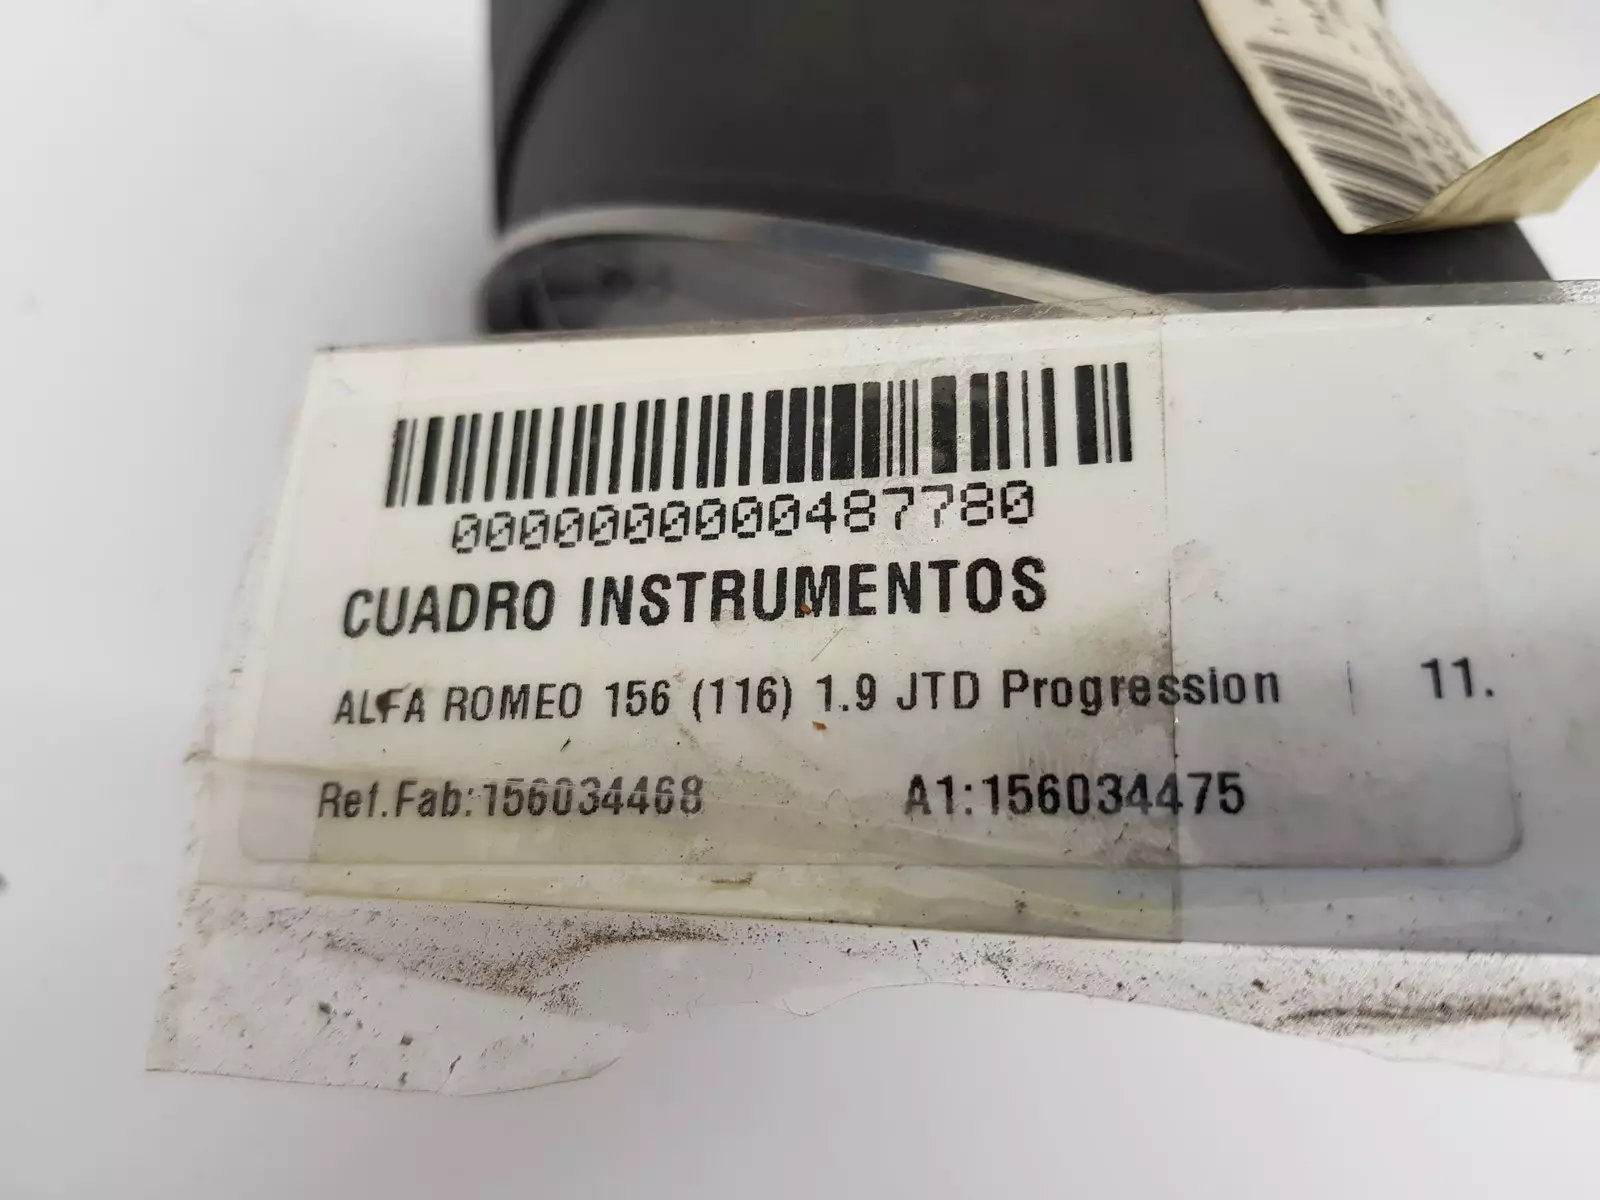 0000000000487780
CUADRO INSTRUMENTOS
ALFA ROMEO 156 (116) 1.9 JTD Progression | 11.
Ref.Fab:156034468 A1:156034475